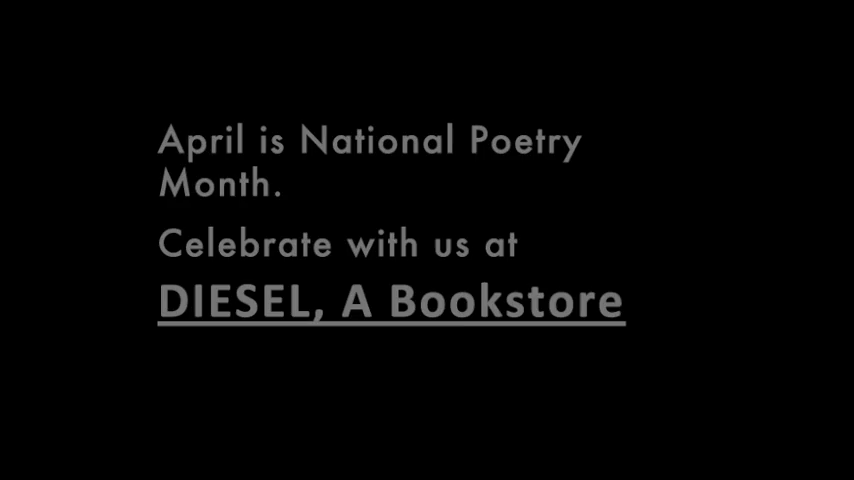 April is National Poetry
Month.
Celebrate with us at
DIESEL, A Bookstore